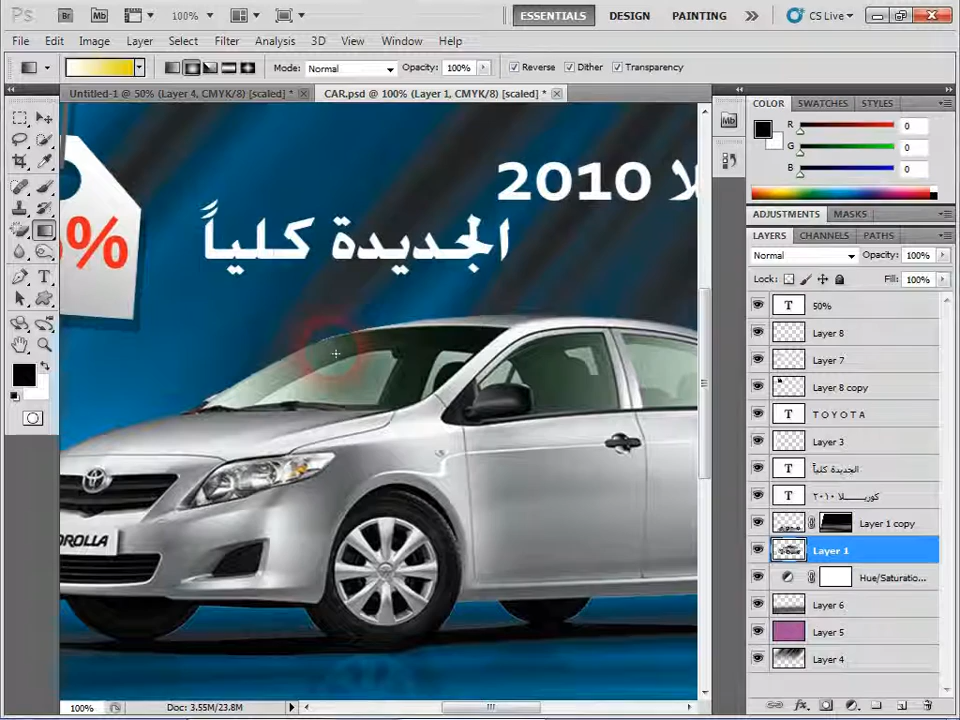 Ps Br Mb 100% ESSENTIALS DESIGN PAINTING CS Live
File Edit Image Layer Select Filter Analysis 3D View Window Help
Mode: Normal Opacity: 100% Reverse Dither Transparency
Untitled-1 @ 50% (Layer 4, CMYK/8) [scaled] * CAR.psd @ 100% (Layer 1, CMYK/8) [scaled] *
COLOR SWATCHES STYLES
Mb
R 0
G 0
B 0
ADJUSTMENTS MASKS
LAYERS CHANNELS PATHS
Normal Opacity: 100%
Lock: Fill: 100%
T 50%
Layer 8
Layer 7
Layer 8 copy
T T O Y O T A
Layer 3
T الجديدة كلياً
T كوريـــلا ٢٠١٠
Layer 1 copy
Layer 1
Hue/Saturatio...
Layer 6
Layer 5
Layer 4
لا 2010
الجديدة كلياً
%
OROLLA
100% Doc: 3.55M/23.8M